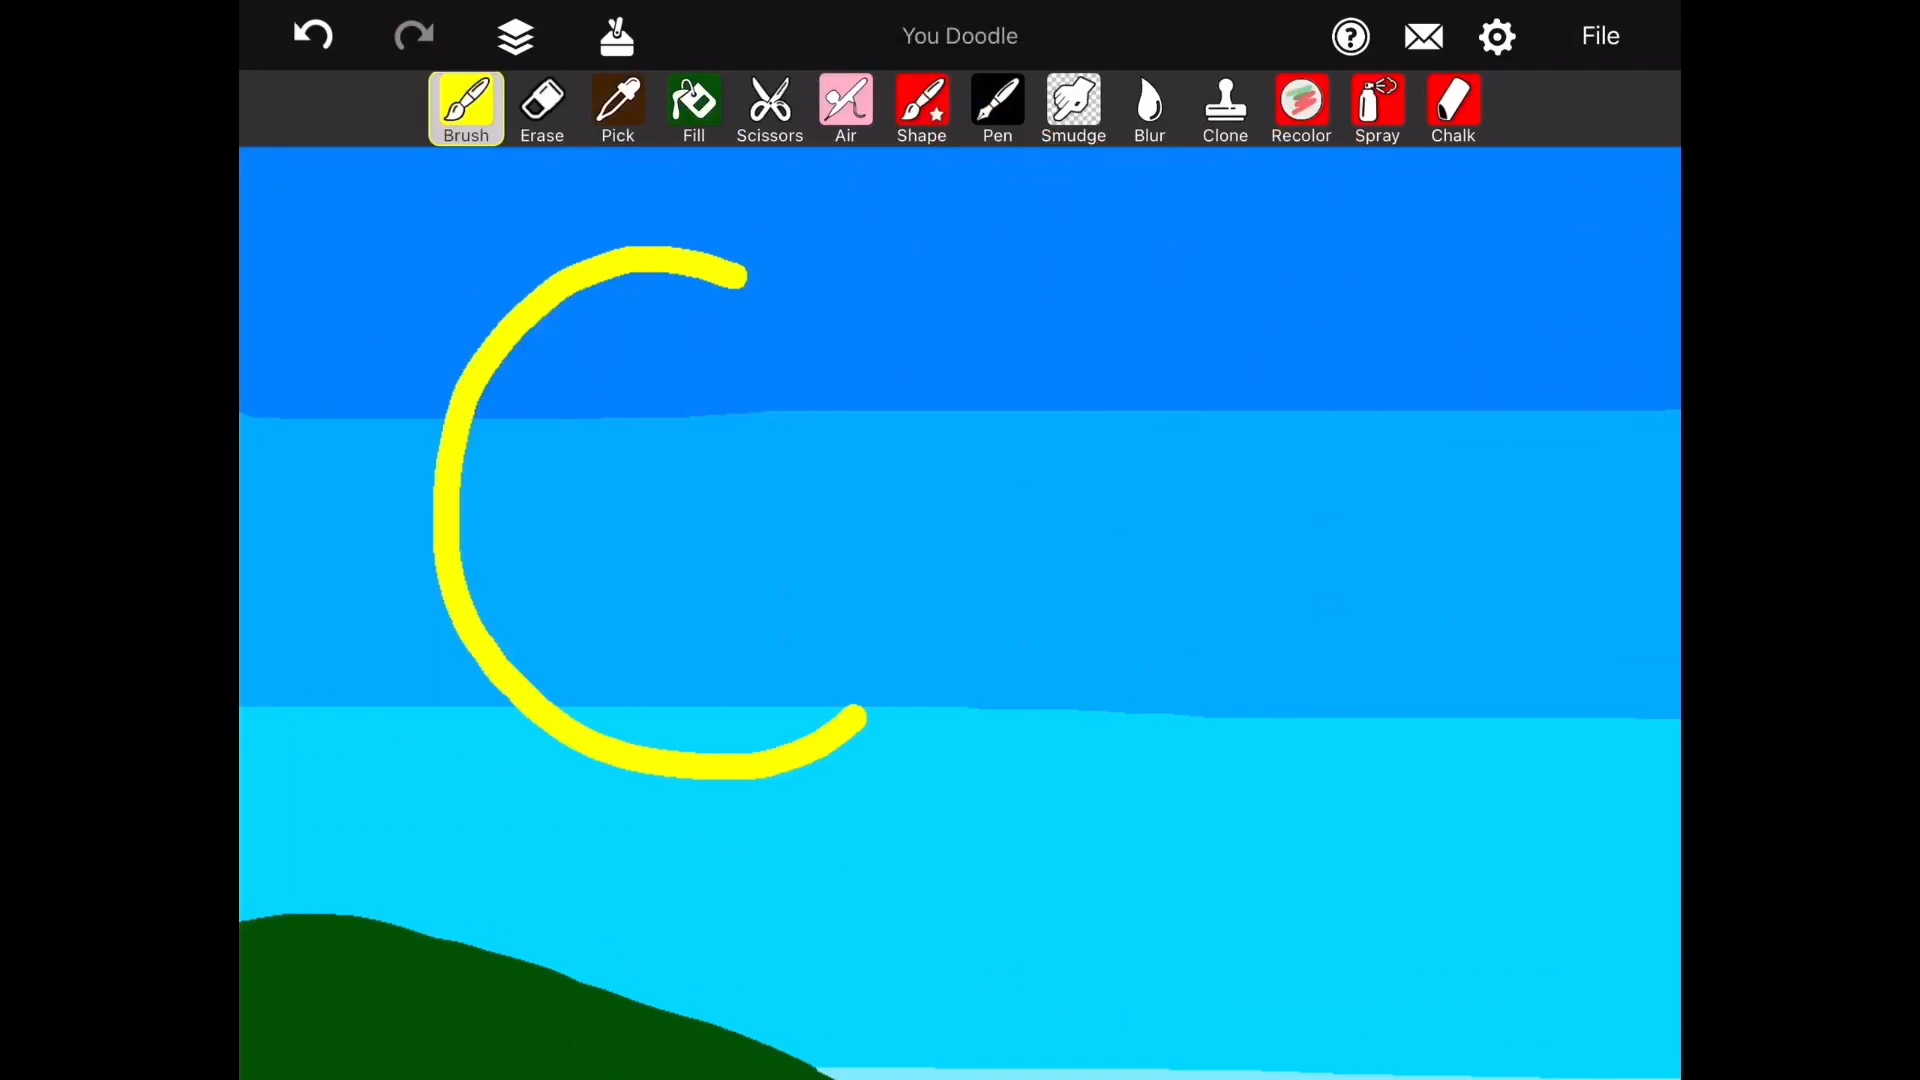 You Doodle
File
Brush Erase Pick Fill Scissors Air Shape Pen Smudge Blur Clone Recolor Spray Chalk